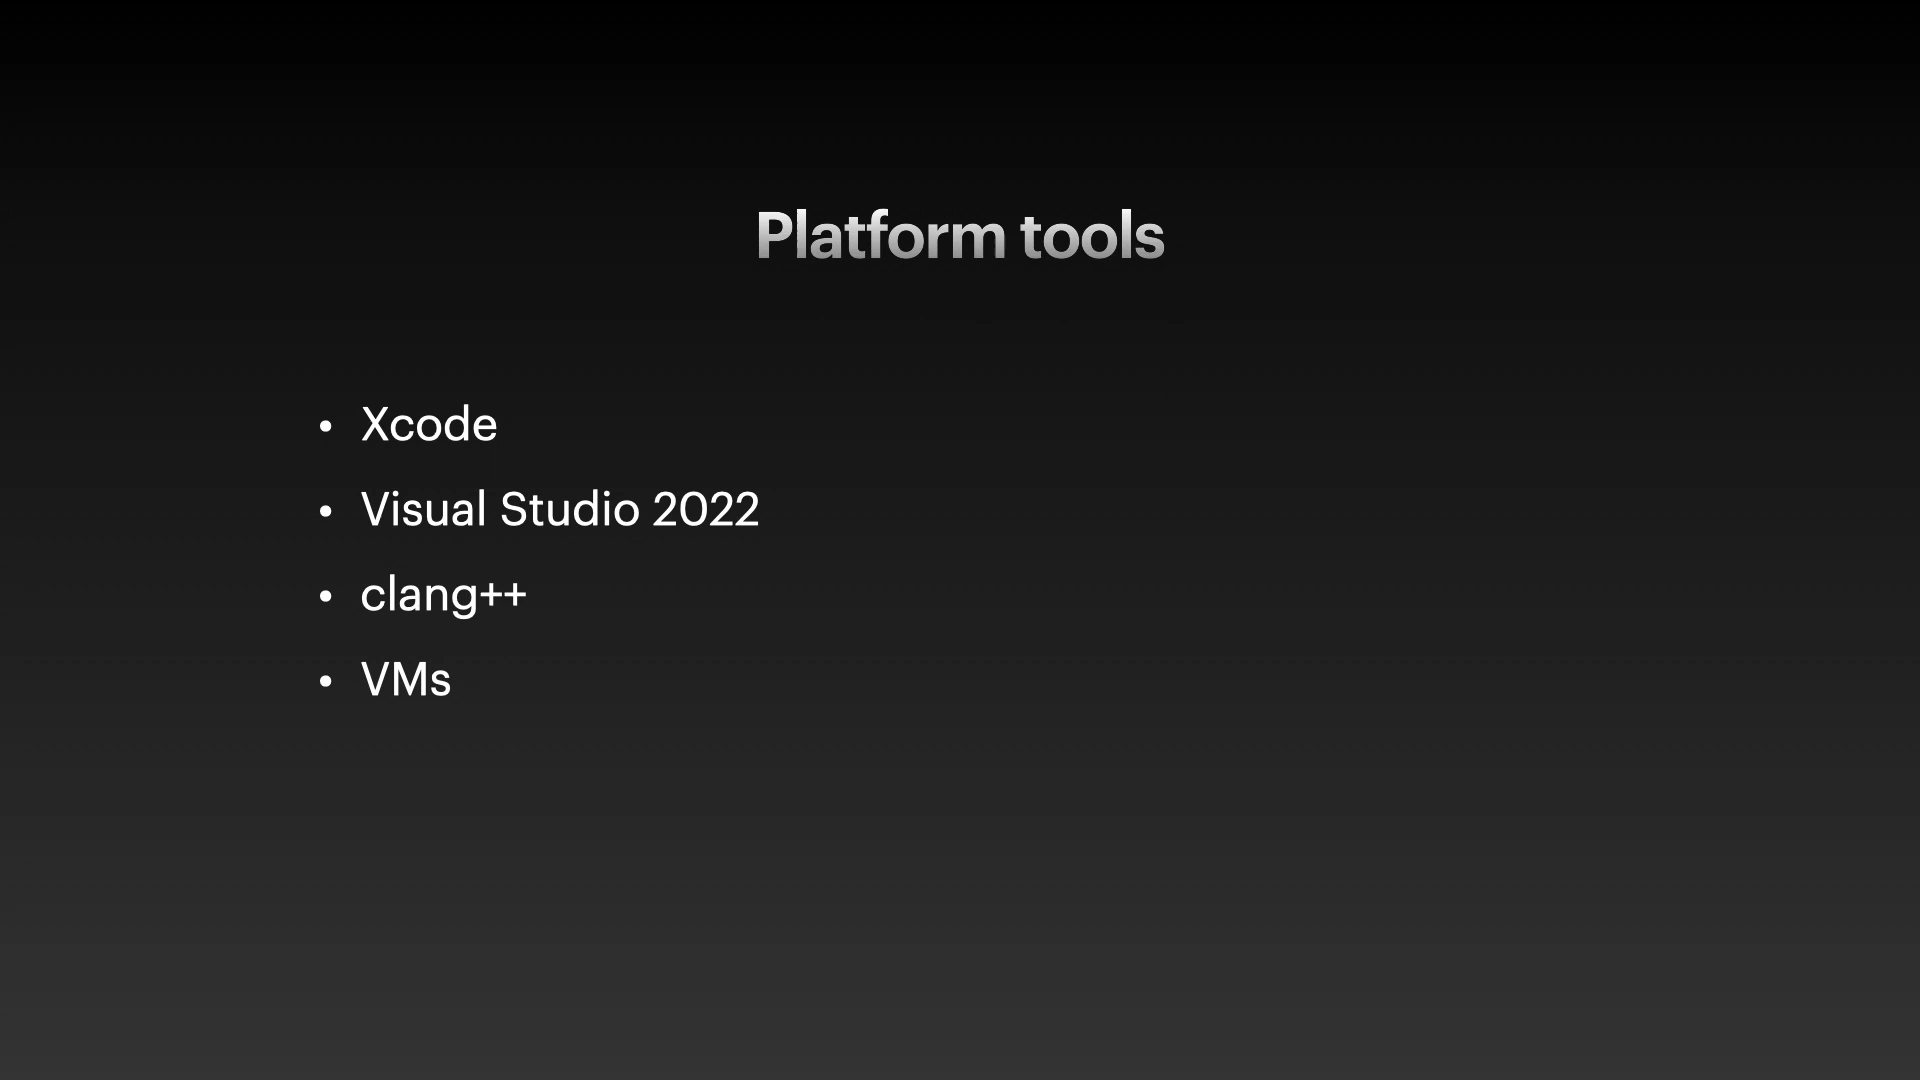 Platform tools
• Xcode
• Visual Studio 2022
• clang++
• VMs